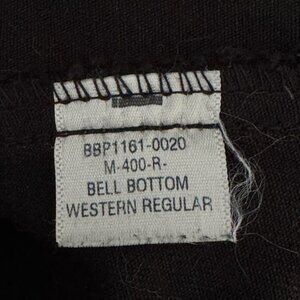 BBP1161-0020
M-400-R-
BELL BOTTOM
WESTERN REGULAR